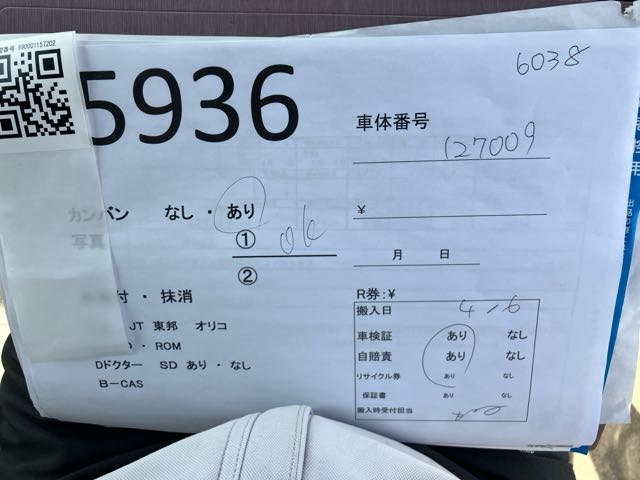 990001157202
5936
6038
車体番号
127009
カンバン なし・あり
¥
写真
① ok
②
月 日
付・抹消
R券:¥
搬入日 4/6
JT 東邦 オリコ
車検証 あり なし
・ROM
自賠責 あり なし
Dドクター SD あり・なし
リサイクル券 あり なし
B-CAS
保証書 あり なし
搬入時受付担当